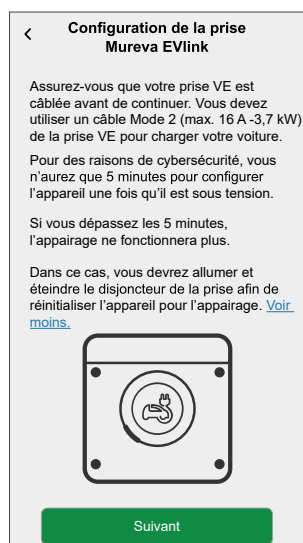 Configuration de la prise
Mureva EVlink
Assurez-vous que votre prise VE est
câblée avant de continuer. Vous devez
utiliser un câble Mode 2 (max. 16 A -3,7 kW)
de la prise VE pour charger votre voiture.
Pour des raisons de cybersécurité, vous
n’aurez que 5 minutes pour configurer
l’appareil une fois qu’il est sous tension.
Si vous dépassez les 5 minutes,
l’appairage ne fonctionnera plus.
Dans ce cas, vous devrez allumer et
éteindre le disjoncteur de la prise afin de
réinitialiser l’appareil pour l’appairage. Voir
moins.
Suivant